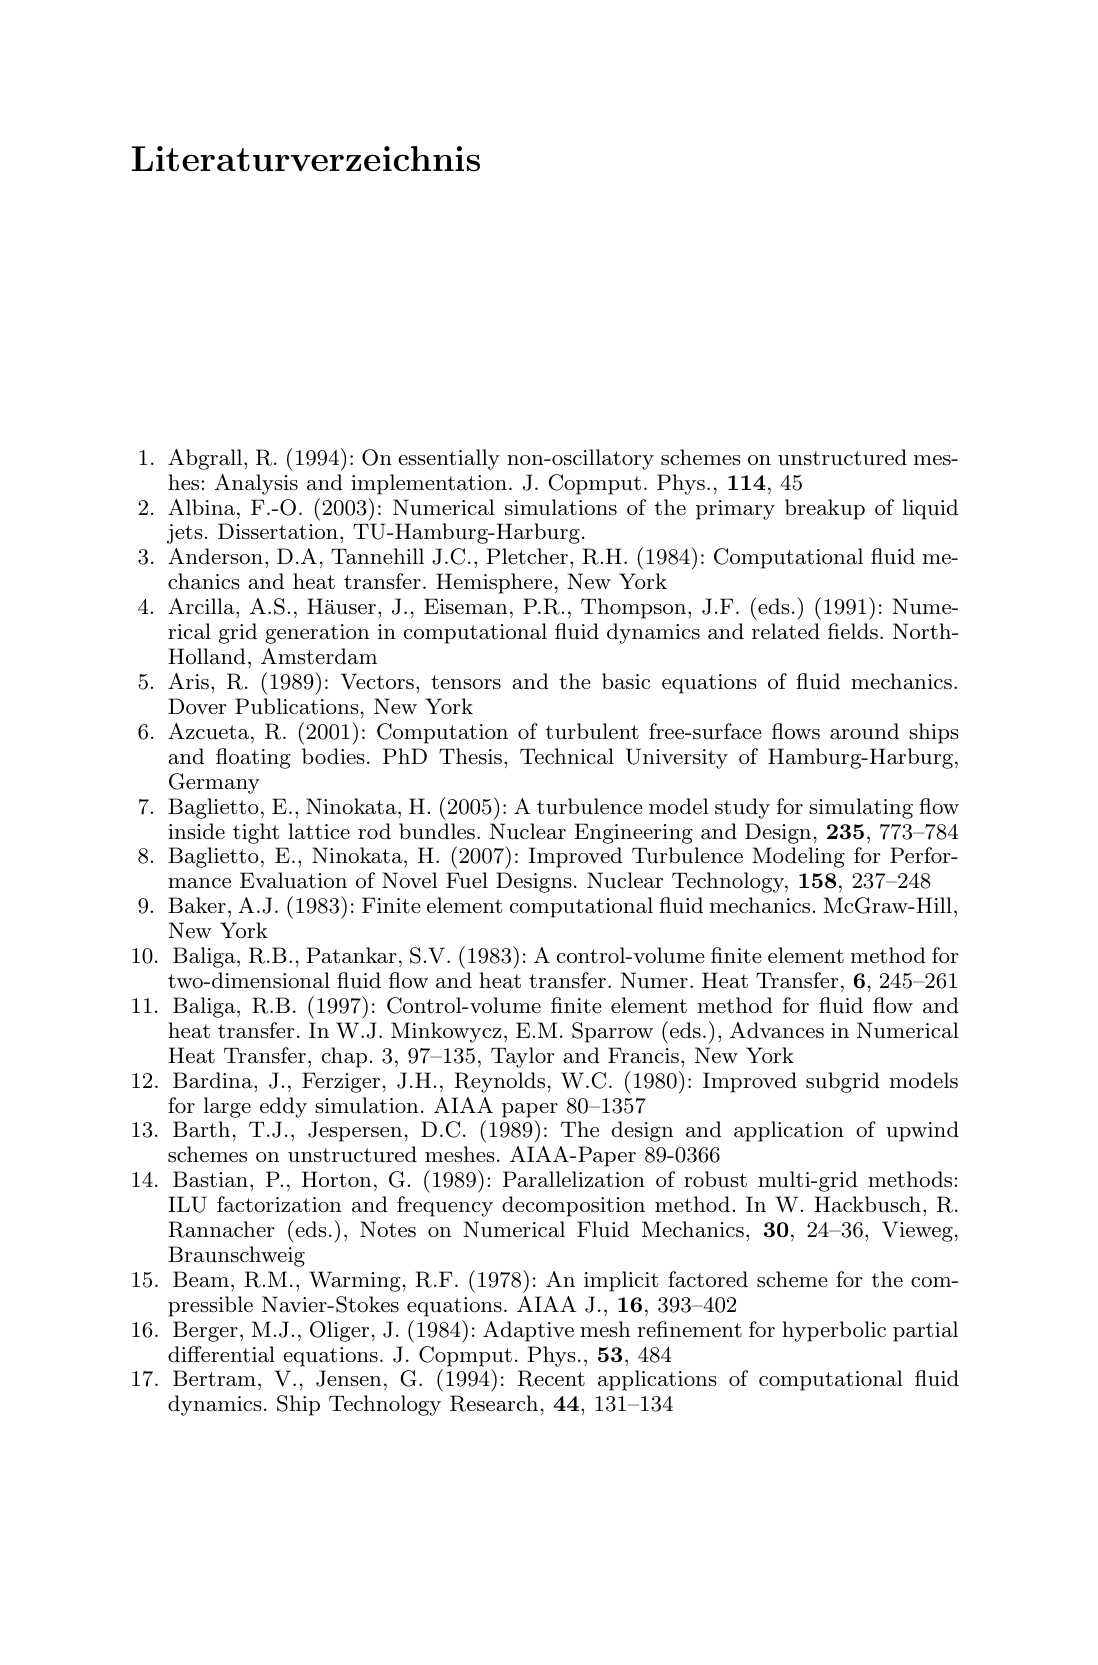 Literaturverzeichnis
1. Abgrall, R. (1994): On essentially non-oscillatory schemes on unstructured mes-
hes: Analysis and implementation. J. Copmput. Phys., 114, 45
2. Albina, F.-O. (2003): Numerical simulations of the primary breakup of liquid
jets. Dissertation, TU-Hamburg-Harburg.
3. Anderson, D.A, Tannehill J.C., Pletcher, R.H. (1984): Computational fluid me-
chanics and heat transfer. Hemisphere, New York
4. Arcilla, A.S., Häuser, J., Eiseman, P.R., Thompson, J.F. (eds.) (1991): Nume-
rical grid generation in computational fluid dynamics and related fields. North-
Holland, Amsterdam
5. Aris, R. (1989): Vectors, tensors and the basic equations of fluid mechanics.
Dover Publications, New York
6. Azcueta, R. (2001): Computation of turbulent free-surface flows around ships
and floating bodies. PhD Thesis, Technical University of Hamburg-Harburg,
Germany
7. Baglietto, E., Ninokata, H. (2005): A turbulence model study for simulating flow
inside tight lattice rod bundles. Nuclear Engineering and Design, 235, 773–784
8. Baglietto, E., Ninokata, H. (2007): Improved Turbulence Modeling for Perfor-
mance Evaluation of Novel Fuel Designs. Nuclear Technology, 158, 237–248
9. Baker, A.J. (1983): Finite element computational fluid mechanics. McGraw-Hill,
New York
10. Baliga, R.B., Patankar, S.V. (1983): A control-volume finite element method for
two-dimensional fluid flow and heat transfer. Numer. Heat Transfer, 6, 245–261
11. Baliga, R.B. (1997): Control-volume finite element method for fluid flow and
heat transfer. In W.J. Minkowycz, E.M. Sparrow (eds.), Advances in Numerical
Heat Transfer, chap. 3, 97–135, Taylor and Francis, New York
12. Bardina, J., Ferziger, J.H., Reynolds, W.C. (1980): Improved subgrid models
for large eddy simulation. AIAA paper 80–1357
13. Barth, T.J., Jespersen, D.C. (1989): The design and application of upwind
schemes on unstructured meshes. AIAA-Paper 89-0366
14. Bastian, P., Horton, G. (1989): Parallelization of robust multi-grid methods:
ILU factorization and frequency decomposition method. In W. Hackbusch, R.
Rannacher (eds.), Notes on Numerical Fluid Mechanics, 30, 24–36, Vieweg,
Braunschweig
15. Beam, R.M., Warming, R.F. (1978): An implicit factored scheme for the com-
pressible Navier-Stokes equations. AIAA J., 16, 393–402
16. Berger, M.J., Oliger, J. (1984): Adaptive mesh refinement for hyperbolic partial
differential equations. J. Copmput. Phys., 53, 484
17. Bertram, V., Jensen, G. (1994): Recent applications of computational fluid
dynamics. Ship Technology Research, 44, 131–134